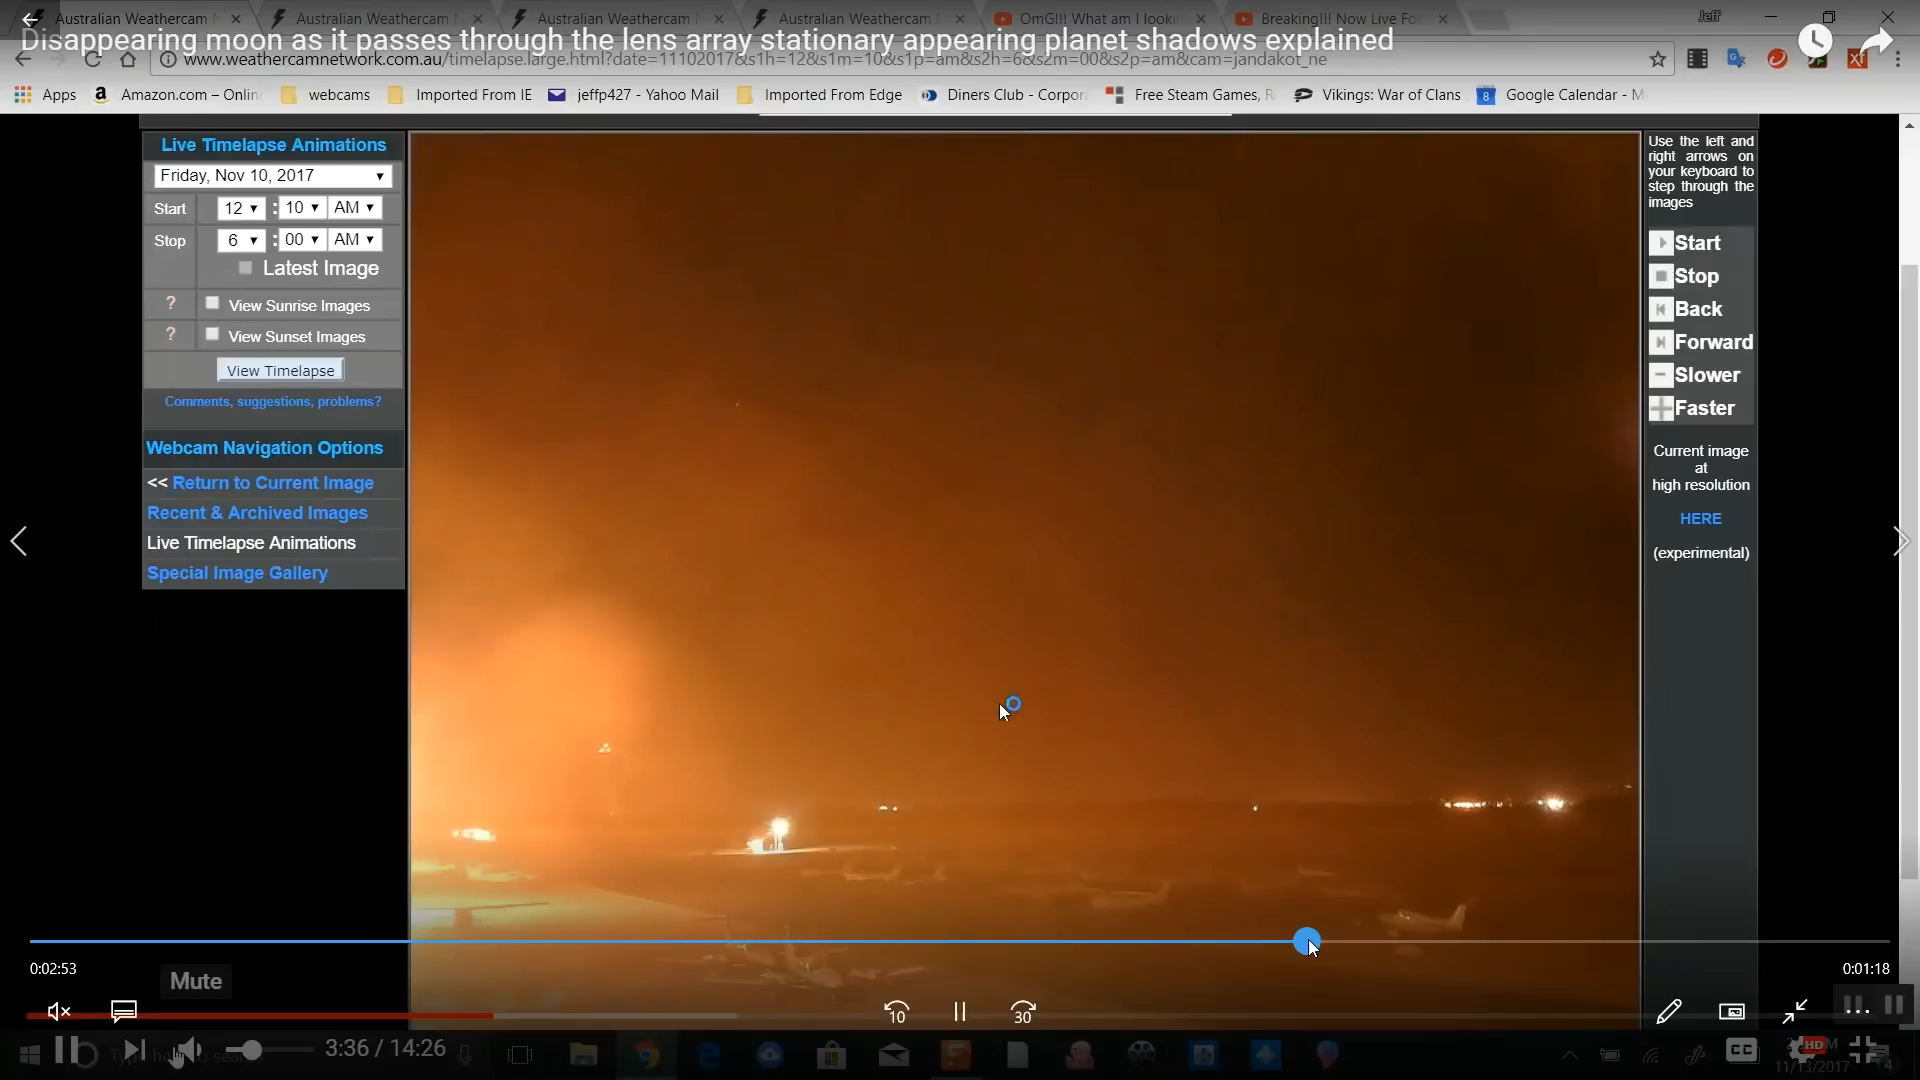 Australian Weathercam
Australian Weathercam
Australian Weathercam
Australian Weathercam
OmG!!! What am I looki
Breaking!!! Now Live Fo
Jeff
Disappearing moon as it passes through the lens array stationary appearing planet shadows explained
www.weathercamnetwork.com.au/timelapse.large.html?date=11102017&s1h=12&s1m=10&s1p=am&s2h=6&s2m=00&s2p=am&cam=jandakot_ne
Apps
Amazon.com – Onlin
webcams
Imported From IE
jeffp427 - Yahoo Mail
Imported From Edge
Diners Club - Corpor
Free Steam Games, R
Vikings: War of Clans
Google Calendar - M
Live Timelapse Animations
Friday, Nov 10, 2017
Start 12 : 10 AM
Stop 6 : 00 AM
Latest Image
? View Sunrise Images
? View Sunset Images
View Timelapse
Comments, suggestions, problems?
Webcam Navigation Options
<< Return to Current Image
Recent & Archived Images
Live Timelapse Animations
Special Image Gallery
Use the left and
right arrows on
your keyboard to
step through the
images
Start
Stop
Back
Forward
Slower
Faster
Current image
at
high resolution
HERE
(experimental)
0:02:53
0:01:18
Mute
10
30
3:36 / 14:26
CC
HD
11/13/2017
4